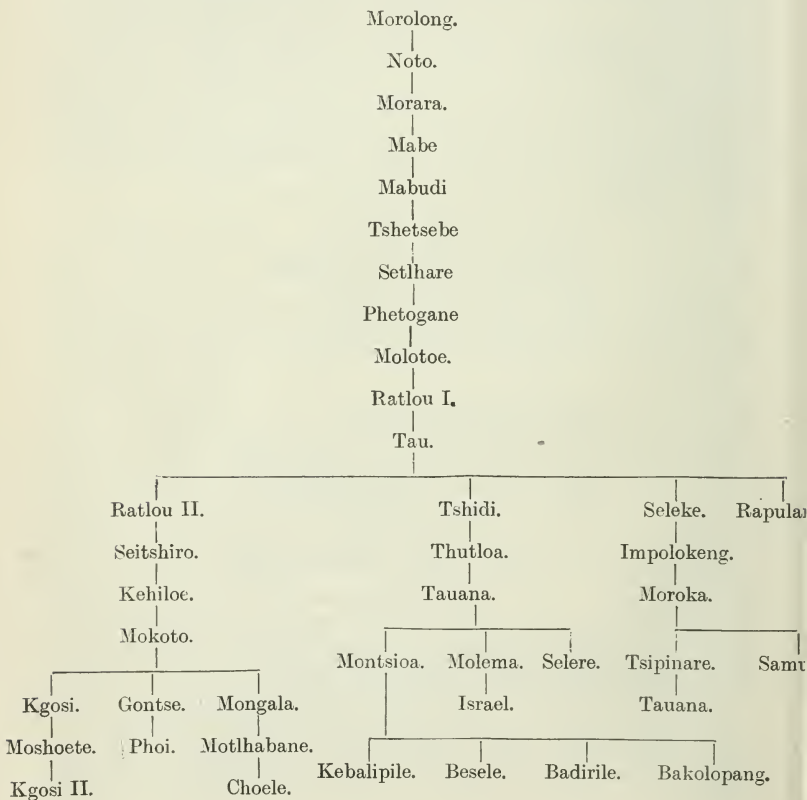 Morolong.
Noto.
Morara.
Mabe
Mabudi
Tshetsebe
Setlhare
Phetogane
Molotoe.
Ratlou I.
Tau.
Ratlou II. Tshidi. Seleke.
Seitshiro. Thutloa. Impolokeng.
Kehiloe. Tauana. Moroka.
Mokoto.
Montsioa. Molema. Selere. Tsipinare.
Kgosi. Gontse. Mongala. Israel. Tauana.
Moshoete. Phoi. Motlhabane.
Kebalipile. Besele. Badirile. Bakolopang.
Kgosi II. Choele.